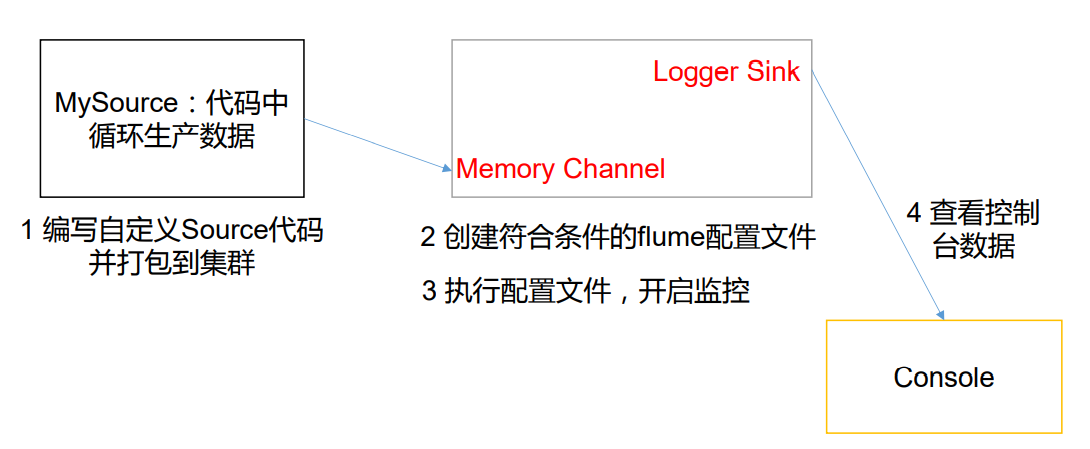 MySource：代码中
循环生产数据
Logger Sink
Memory Channel
1 编写自定义Source代码
并打包到集群
2 创建符合条件的flume配置文件
3 执行配置文件，开启监控
4 查看控制
台数据
Console